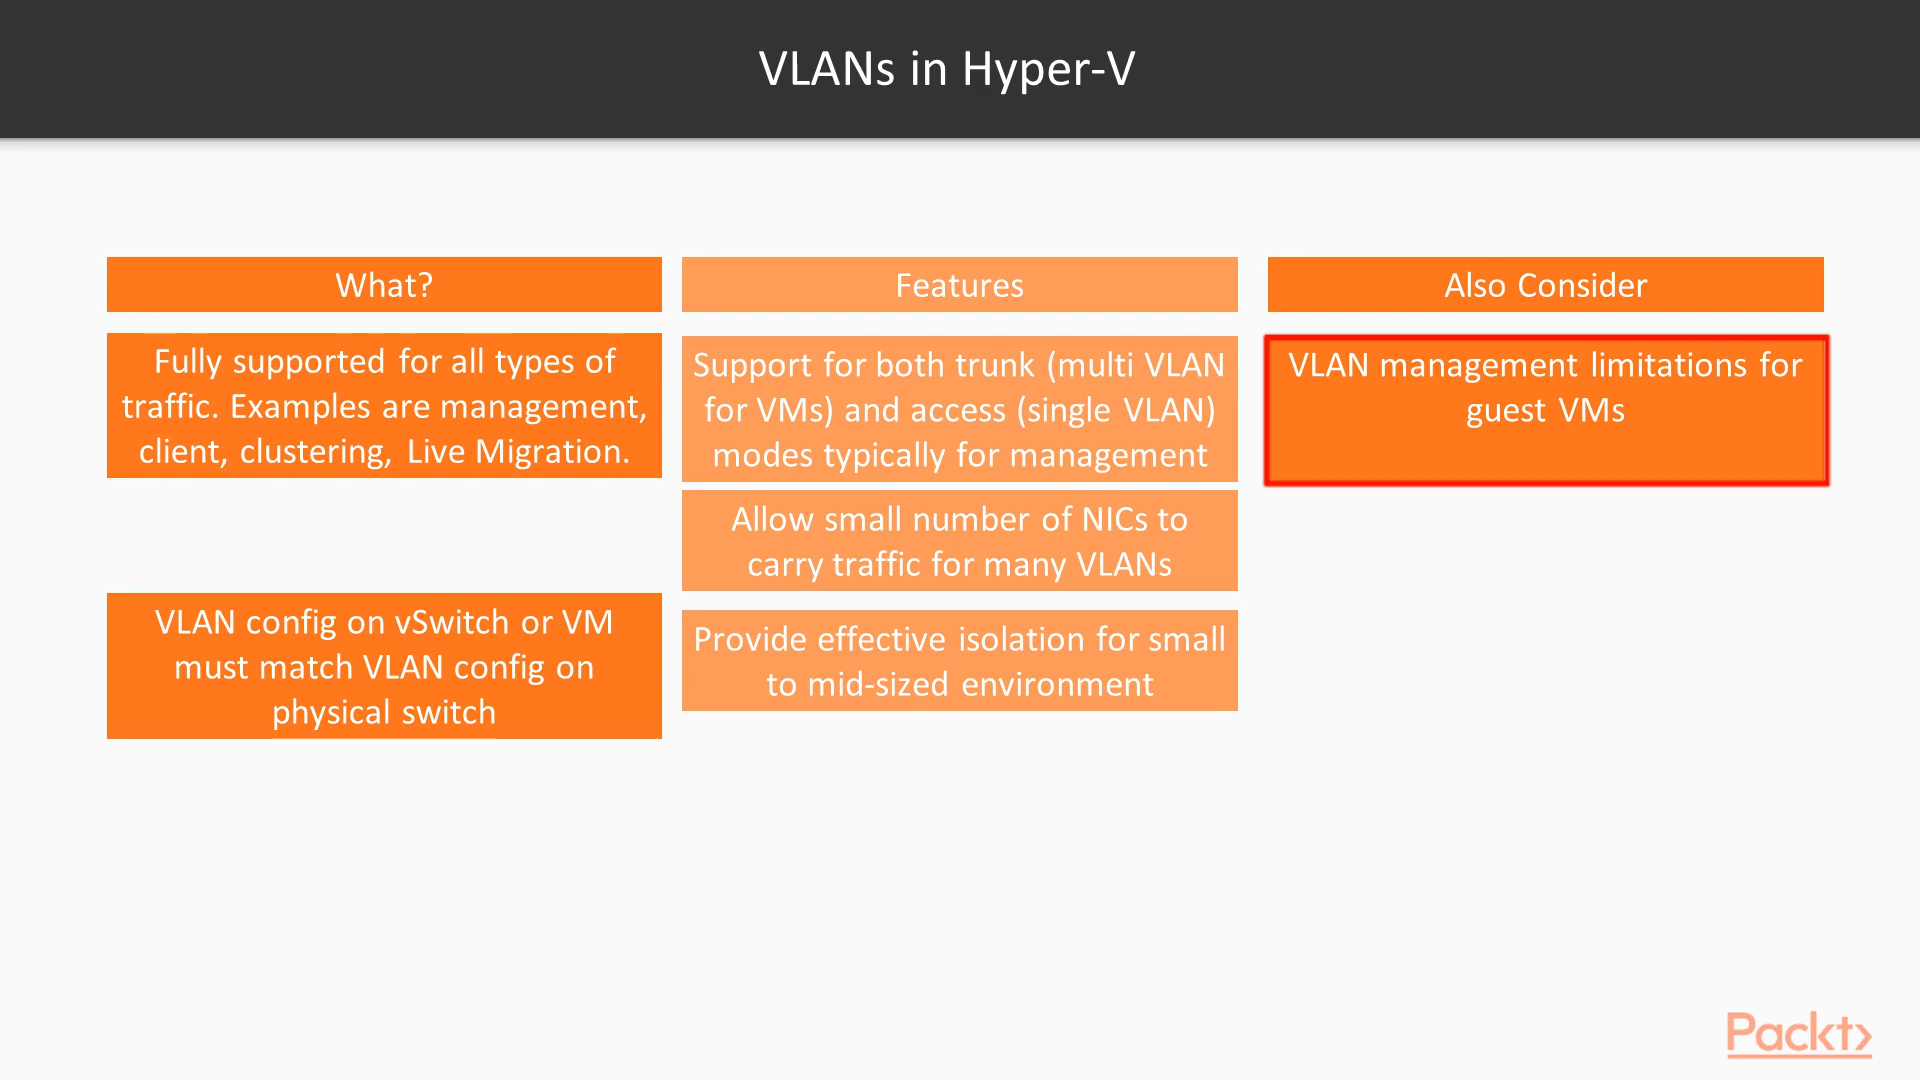 VLANs in Hyper-V
What?
Fully supported for all types of
traffic. Examples are management,
client, clustering, Live Migration.
VLAN config on vSwitch or VM
must match VLAN config on
physical switch
Features
Support for both trunk (multi VLAN
for VMs) and access (single VLAN)
modes typically for management
Allow small number of NICs to
carry traffic for many VLANs
Provide effective isolation for small
to mid-sized environment
Also Consider
VLAN management limitations for
guest VMs
Packt>